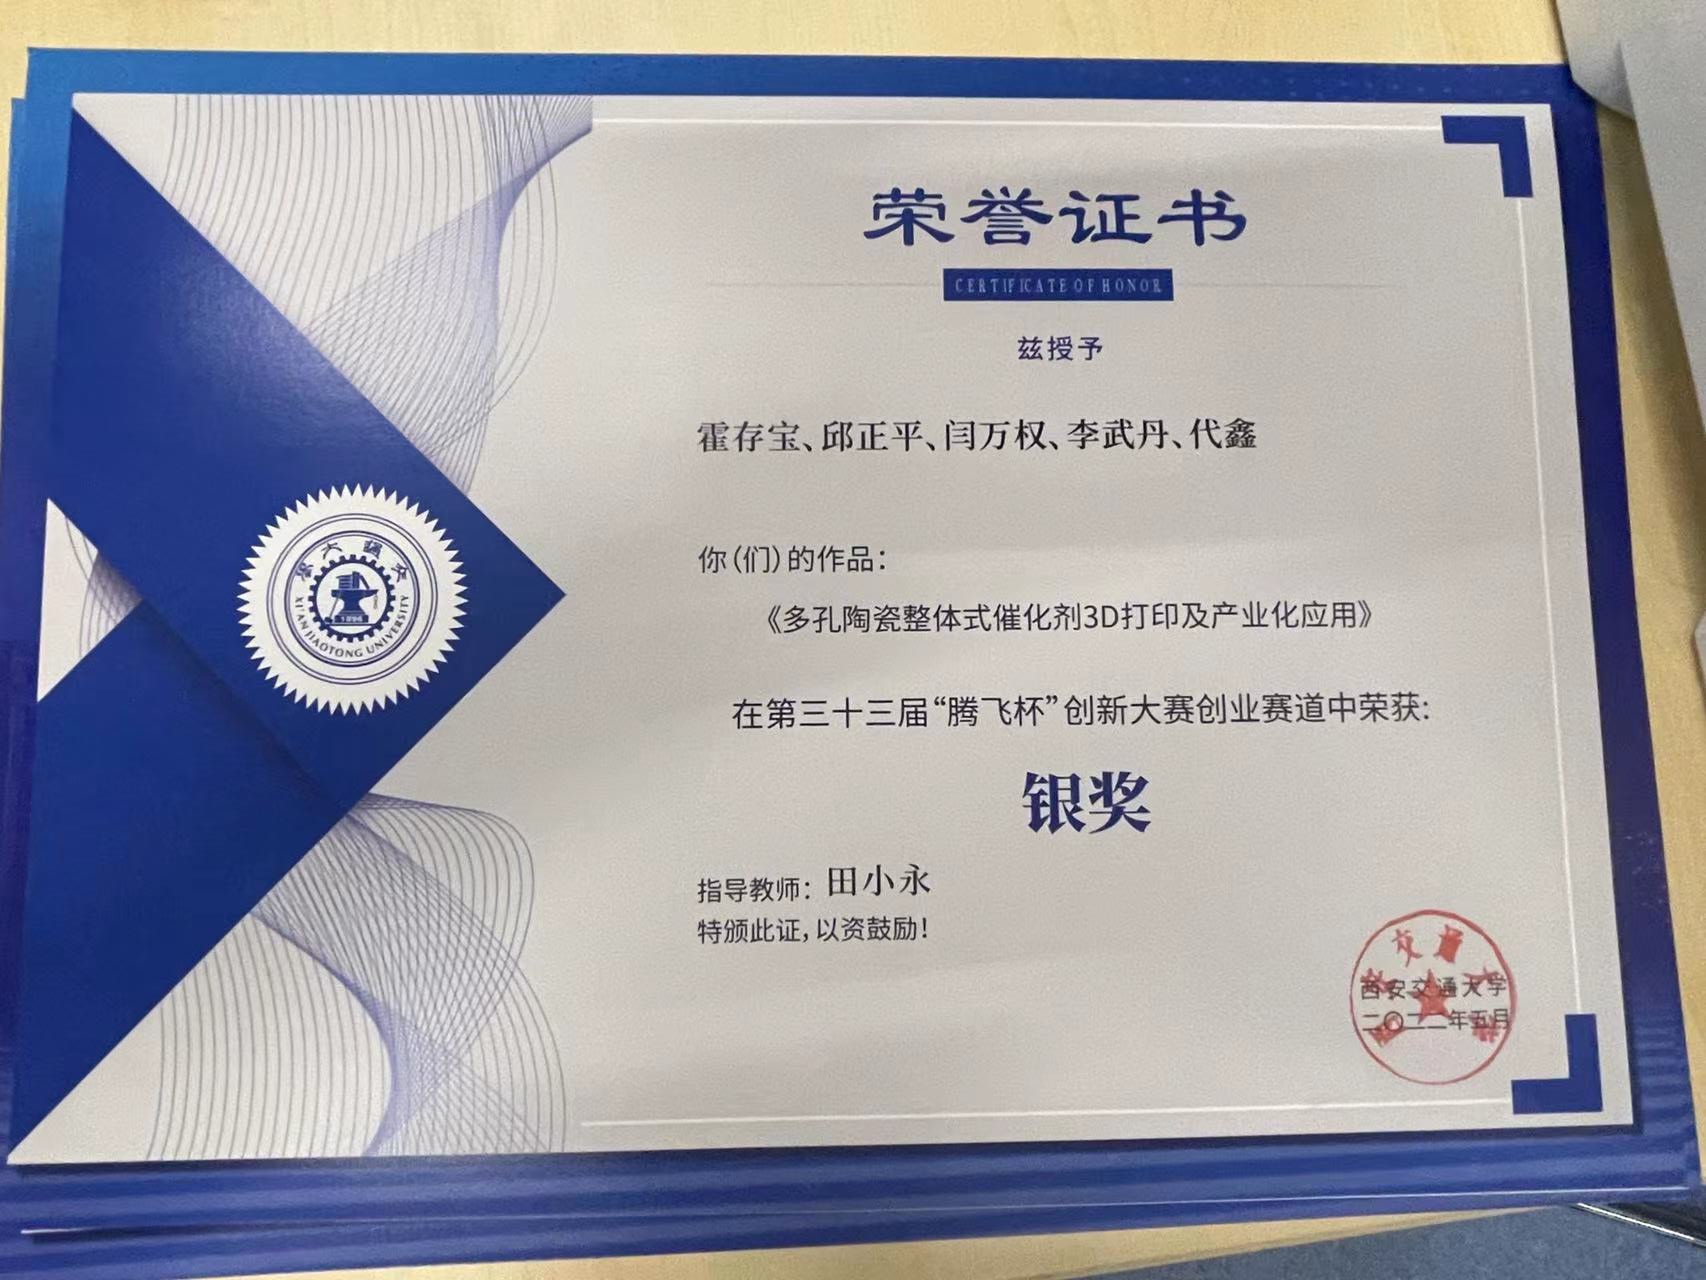 荣誉证书
CERTIFICATE OF HONOR
兹授予
霍存宝、邱正平、闫万权、李武丹、代鑫
你(们)的作品：
《多孔陶瓷整体式催化剂3D打印及产业化应用》
在第三十三届“腾飞杯”创新大赛创业赛道中荣获:
银奖
指导教师：田小永
特颁此证，以资鼓励！
西安交通大学
二〇二二年五月
XI'AN JIAOTONG UNIVERSITY
1896